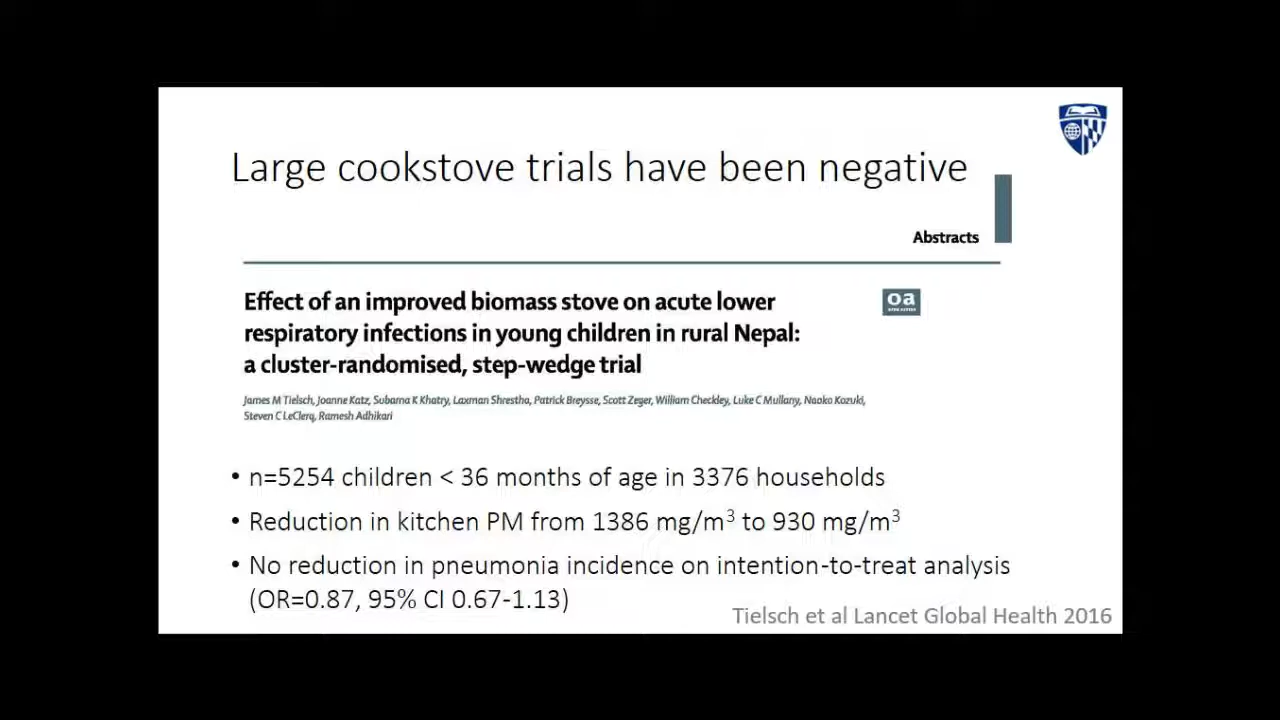 Large cookstove trials have been negative
Abstracts
Effect of an improved biomass stove on acute lower
respiratory infections in young children in rural Nepal:
a cluster-randomised, step-wedge trial
oa
OPEN ACCESS
James M Tielsch, Joanne Katz, Subarna K Khatry, Laxman Shrestha, Patrick Breysse, Scott Zeger, William Checkley, Luke C Mullany, Naoko Kozuki,
Steven C LeClerq, Ramesh Adhikari
• n=5254 children < 36 months of age in 3376 households
• Reduction in kitchen PM from 1386 mg/m³ to 930 mg/m³
• No reduction in pneumonia incidence on intention-to-treat analysis
(OR=0.87, 95% CI 0.67-1.13)
Tielsch et al Lancet Global Health 2016